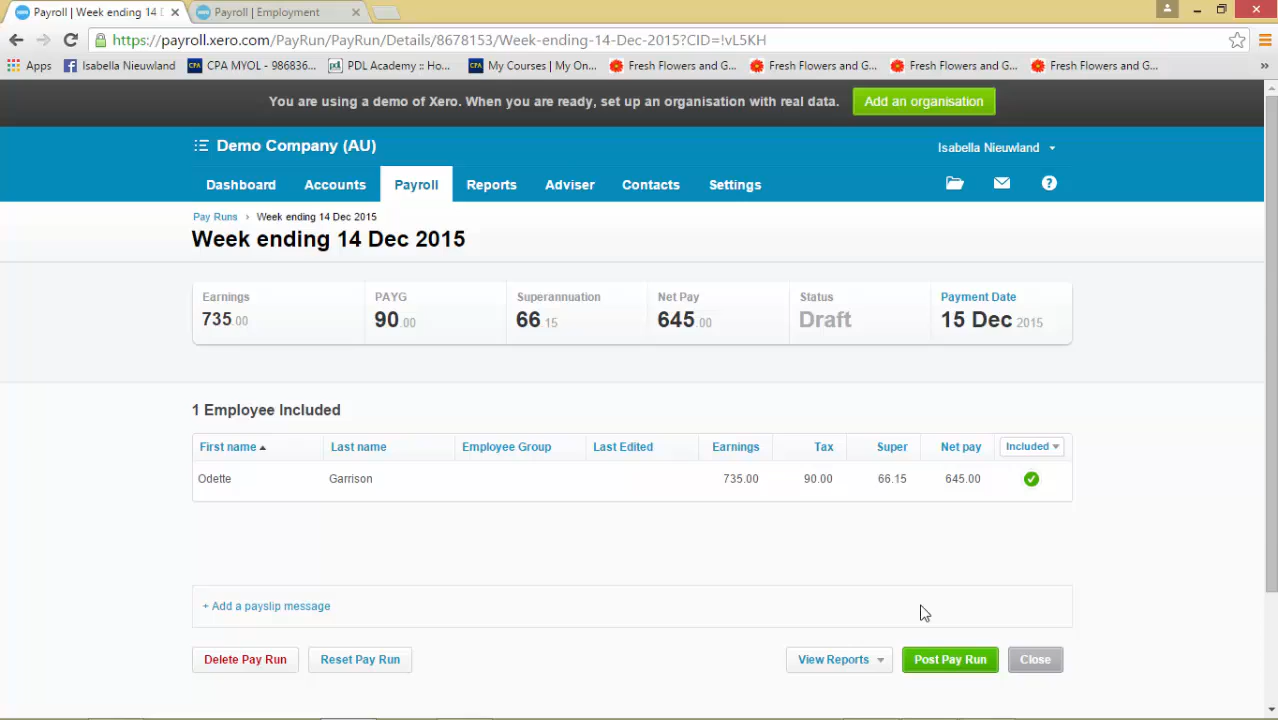 Payroll | Week ending 14 D
Payroll | Employment
https://payroll.xero.com/PayRun/PayRun/Details/8678153/Week-ending-14-Dec-2015?CID=!vL5KH
Apps Isabella Nieuwland CPA MYOL - 986836... PDL Academy :: Ho... My Courses | My On... Fresh Flowers and G... Fresh Flowers and G... Fresh Flowers and G... Fresh Flowers and G... »
You are using a demo of Xero. When you are ready, set up an organisation with real data. Add an organisation
Demo Company (AU) Isabella Nieuwland
Dashboard Accounts Payroll Reports Adviser Contacts Settings ?
Pay Runs › Week ending 14 Dec 2015
Week ending 14 Dec 2015
Earnings PAYG Superannuation Net Pay Status Payment Date
735.00 90.00 66.15 645.00 Draft 15 Dec 2015
1 Employee Included
First name Last name Employee Group Last Edited Earnings Tax Super Net pay Included
Odette Garrison 735.00 90.00 66.15 645.00
+ Add a payslip message
Delete Pay Run Reset Pay Run View Reports Post Pay Run Close